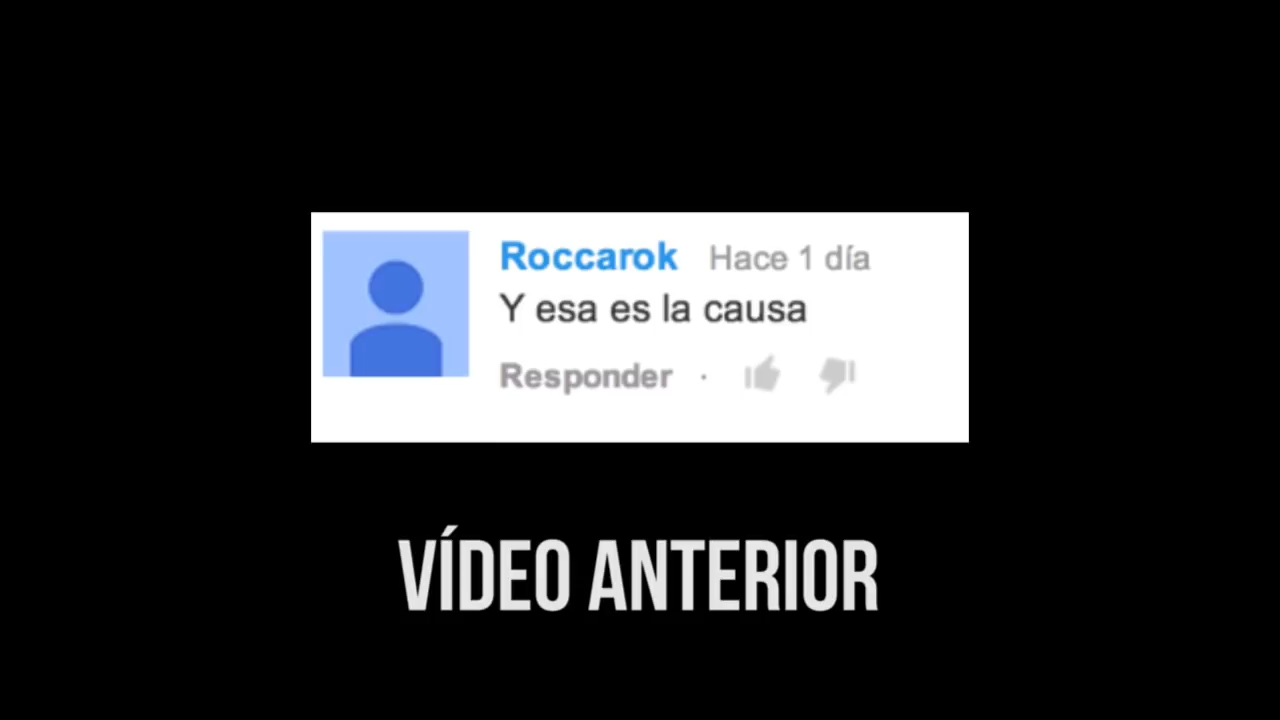 Roccarok Hace 1 día
Y esa es la causa
Responder ·
VÍDEO ANTERIOR